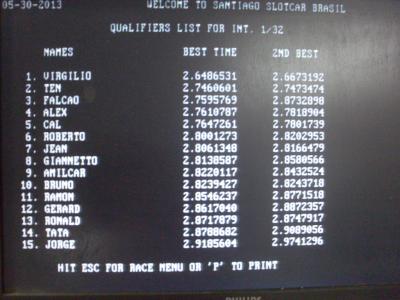 05-30-2013 WELCOME TO SANTIAGO SLOTCAR BRASIL
QUALIFIERS LIST FOR INT. 1/32
NAMES BEST TIME 2ND BEST
1. VIRGILIO 2.6486531 2.6673192
2. TEN 2.7460601 2.7473474
3. FALCAO 2.7595769 2.8732898
4. ALEX 2.7610787 2.7818904
5. CAL 2.7647261 2.7801739
6. ROBERTO 2.8001273 2.8202953
7. JEAN 2.8061348 2.8166479
8. GIANNETTO 2.8138587 2.8580566
9. AMILCAR 2.8220117 2.8432524
10. BRUNO 2.8239427 2.8243718
11. RAMON 2.8546237 2.8771518
12. GERARD 2.8617040 2.8872357
13. RONALD 2.8717879 2.8747917
14. TATA 2.8788682 2.9089056
15. JORGE 2.9185604 2.9741296
HIT ESC FOR RACE MENU OR 'P' TO PRINT
PHILIPS